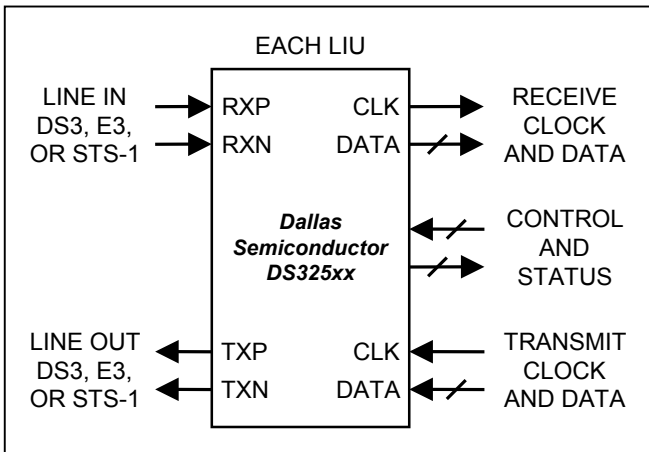 EACH LIU
LINE IN
DS3, E3,
OR STS-1
RXP
RXN
CLK
DATA
RECEIVE
CLOCK
AND DATA
Dallas
Semiconductor
DS325xx
CONTROL
AND
STATUS
LINE OUT
DS3, E3,
OR STS-1
TXP
TXN
CLK
DATA
TRANSMIT
CLOCK
AND DATA